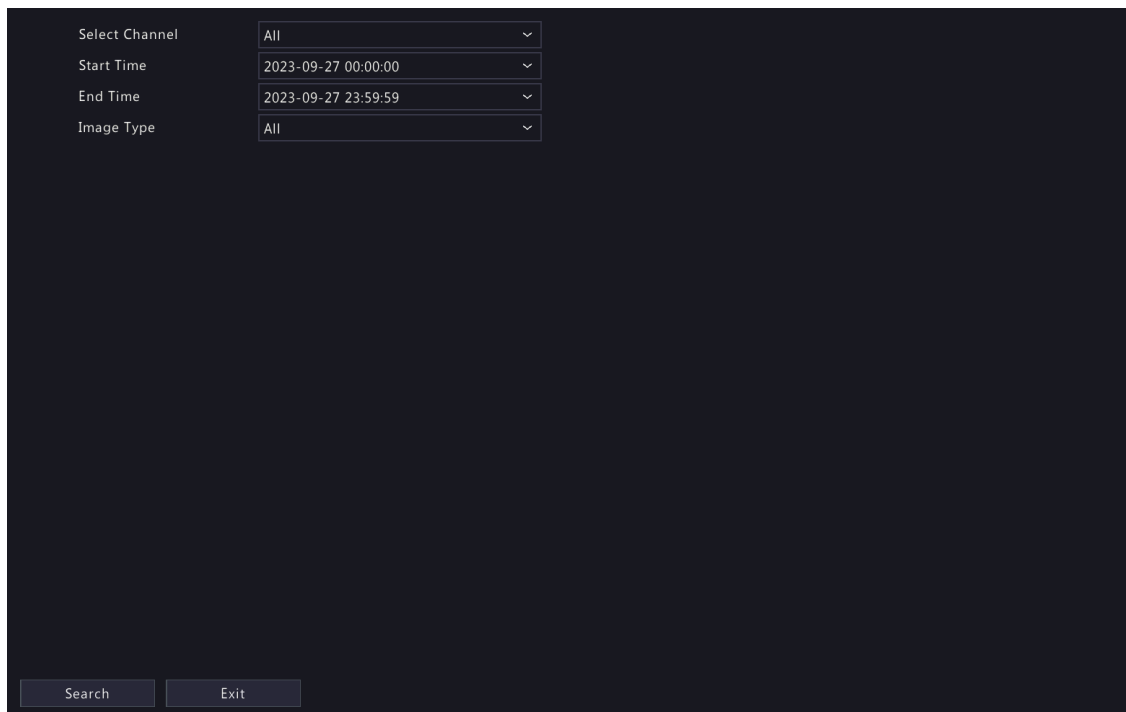 Select Channel All
Start Time 2023-09-27 00:00:00
End Time 2023-09-27 23:59:59
Image Type All
Search Exit